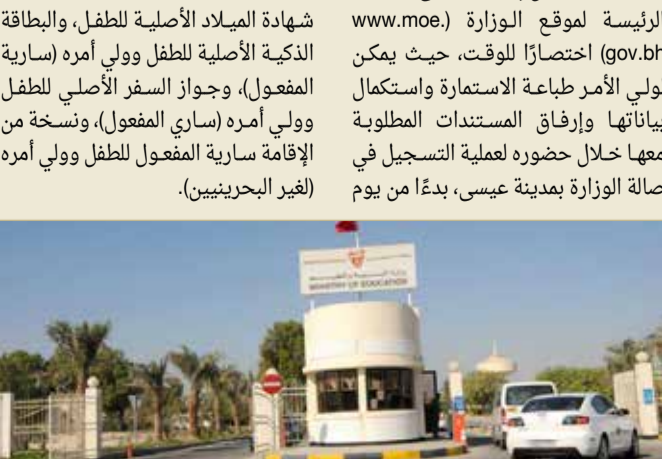 الرئيسة لموقع الوزارة (www.moe.
gov.bh) اختصارًا للوقت، حيث يمكن
لولي الأمر طباعة الاستمارة واستكمال
بياناتها وإرفاق المستندات المطلوبة
معها خلال حضوره لعملية التسجيل في
صالة الوزارة بمدينة عيسى، بدءًا من يوم
شهادة الميلاد الأصلية للطفل، والبطاقة
الذكية الأصلية للطفل وولي أمره (سارية
المفعول)، وجواز السفر الأصلي للطفل
وولي أمره (ساري المفعول)، ونسخة من
الإقامة سارية المفعول للطفل وولي أمره
(لغير البحرينيين).
MINISTRY OF EDUCATION